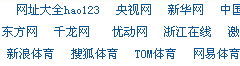 网址大全hao123 央视网 新华网 中国
东方网 千龙网 优动网 浙江在线 激
新浪体育 搜狐体育 TOM体育 网易体育